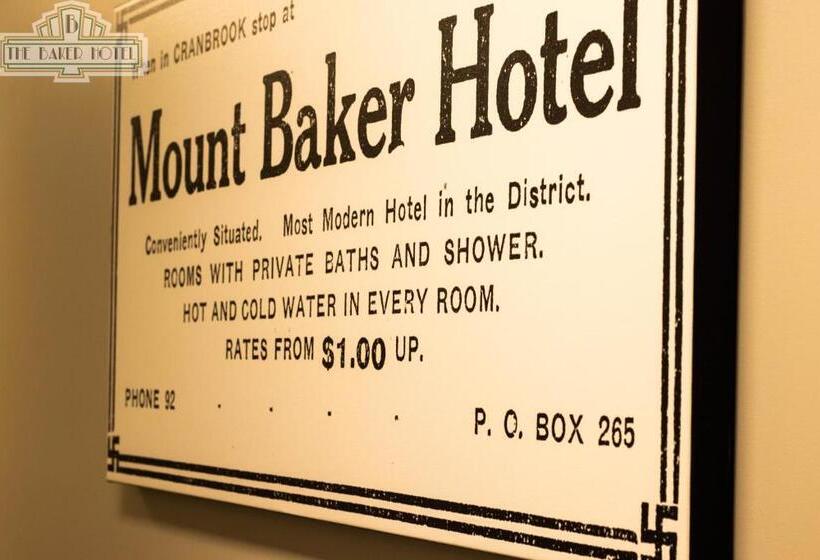 B
THE BAKER HOTEL
in CRANBROOK stop at
Mount Baker Hotel
Conveniently Situated. Most Modern Hotel in the District.
ROOMS WITH PRIVATE BATHS AND SHOWER.
HOT AND COLD WATER IN EVERY ROOM.
RATES FROM $1.00 UP.
PHONE 92 . . . . P. O. BOX 265